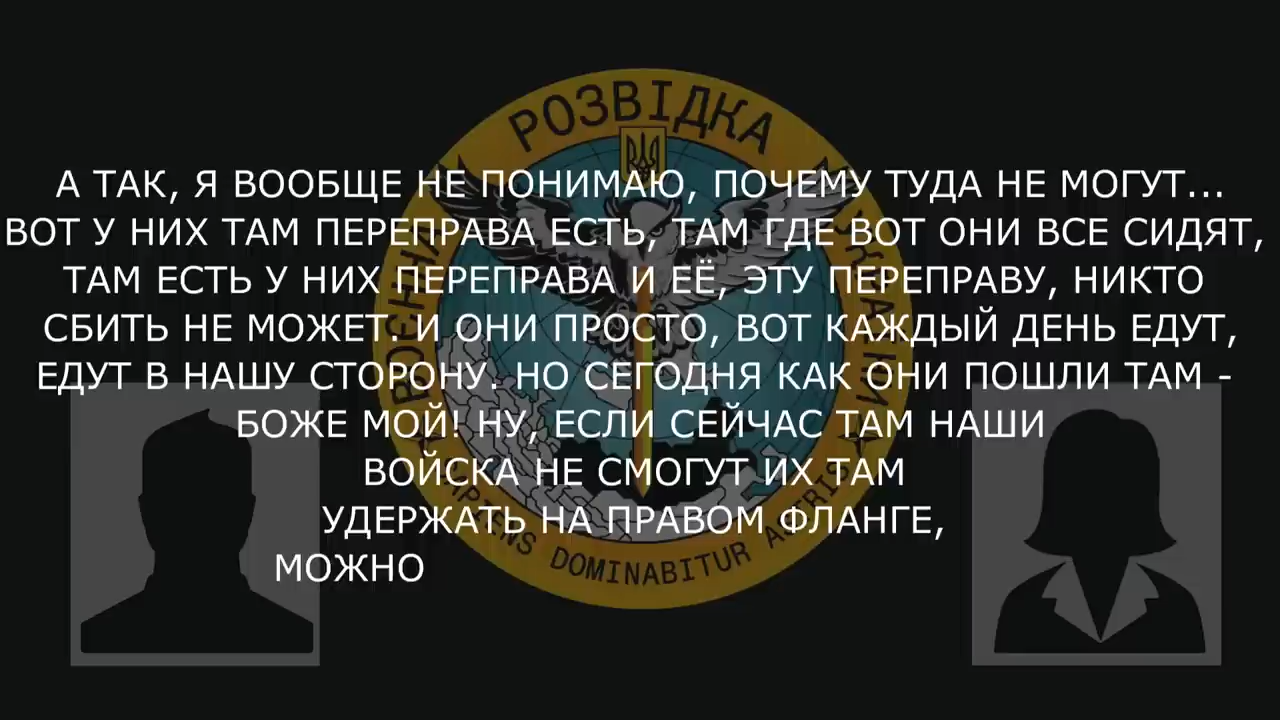 РОЗВІДКА
А ТАК, Я ВООБЩЕ НЕ ПОНИМАЮ, ПОЧЕМУ ТУДА НЕ МОГУТ...
ВОТ У НИХ ТАМ ПЕРЕПРАВА ЕСТЬ, ТАМ ГДЕ ВОТ ОНИ ВСЕ СИДЯТ,
ТАМ ЕСТЬ У НИХ ПЕРЕПРАВА И ЕЁ, ЭТУ ПЕРЕПРАВУ, НИКТО
СБИТЬ НЕ МОЖЕТ. И ОНИ ПРОСТО, ВОТ КАЖДЫЙ ДЕНЬ ЕДУТ,
ЕДУТ В НАШУ СТОРОНУ. НО СЕГОДНЯ КАК ОНИ ПОШЛИ ТАМ -
БОЖЕ МОЙ! НУ, ЕСЛИ СЕЙЧАС ТАМ НАШИ
ВОЙСКА НЕ СМОГУТ ИХ ТАМ
УДЕРЖАТЬ НА ПРАВОМ ФЛАНГЕ,
МОЖНО
DOMINABITUR